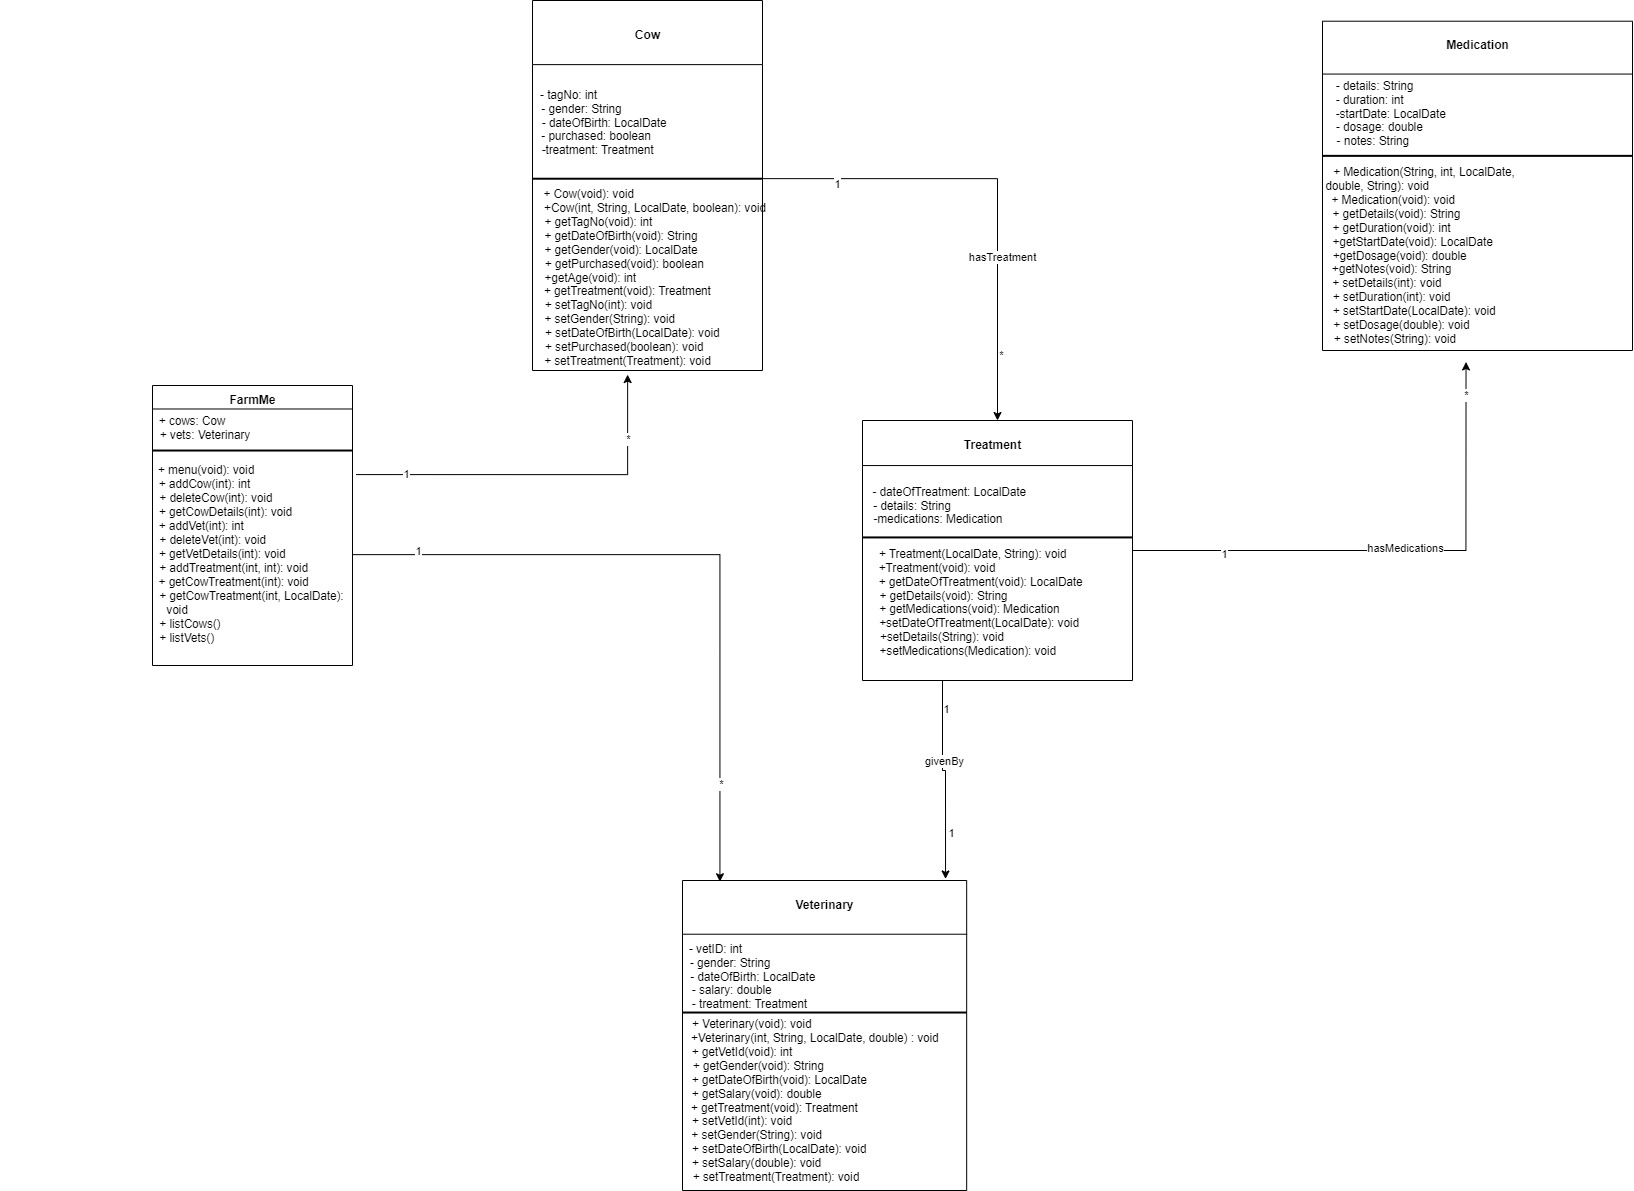 Cow
- tagNo: int
- gender: String
- dateOfBirth: LocalDate
- purchased: boolean
-treatment: Treatment
+ Cow(void): void
+Cow(int, String, LocalDate, boolean): void
+ getTagNo(void): int
+ getDateOfBirth(void): String
+ getGender(void): LocalDate
+ getPurchased(void): boolean
+getAge(void): int
+ getTreatment(void): Treatment
+ setTagNo(int): void
+ setGender(String): void
+ setDateOfBirth(LocalDate): void
+ setPurchased(boolean): void
+ setTreatment(Treatment): void
Medication
- details: String
- duration: int
-startDate: LocalDate
- dosage: double
- notes: String
+ Medication(String, int, LocalDate,
double, String): void
+ Medication(void): void
+ getDetails(void): String
+ getDuration(void): int
+getStartDate(void): LocalDate
+getDosage(void): double
+getNotes(void): String
+ setDetails(int): void
+ setDuration(int): void
+ setStartDate(LocalDate): void
+ setDosage(double): void
+ setNotes(String): void
1
hasTreatment
*
FarmMe
+ cows: Cow
+ vets: Veterinary
+ menu(void): void
+ addCow(int): int
+ deleteCow(int): void
+ getCowDetails(int): void
+ addVet(int): int
+ deleteVet(int): void
+ getVetDetails(int): void
+ addTreatment(int, int): void
+ getCowTreatment(int): void
+ getCowTreatment(int, LocalDate):
void
+ listCows()
+ listVets()
1
*
1
*
Treatment
- dateOfTreatment: LocalDate
- details: String
-medications: Medication
+ Treatment(LocalDate, String): void
+Treatment(void): void
+ getDateOfTreatment(void): LocalDate
+ getDetails(void): String
+ getMedications(void): Medication
+setDateOfTreatment(LocalDate): void
+setDetails(String): void
+setMedications(Medication): void
1
hasMedications
*
1
givenBy
1
Veterinary
- vetID: int
- gender: String
- dateOfBirth: LocalDate
- salary: double
- treatment: Treatment
+ Veterinary(void): void
+Veterinary(int, String, LocalDate, double) : void
+ getVetId(void): int
+ getGender(void): String
+ getDateOfBirth(void): LocalDate
+ getSalary(void): double
+ getTreatment(void): Treatment
+ setVetId(int): void
+ setGender(String): void
+ setDateOfBirth(LocalDate): void
+ setSalary(double): void
+ setTreatment(Treatment): void